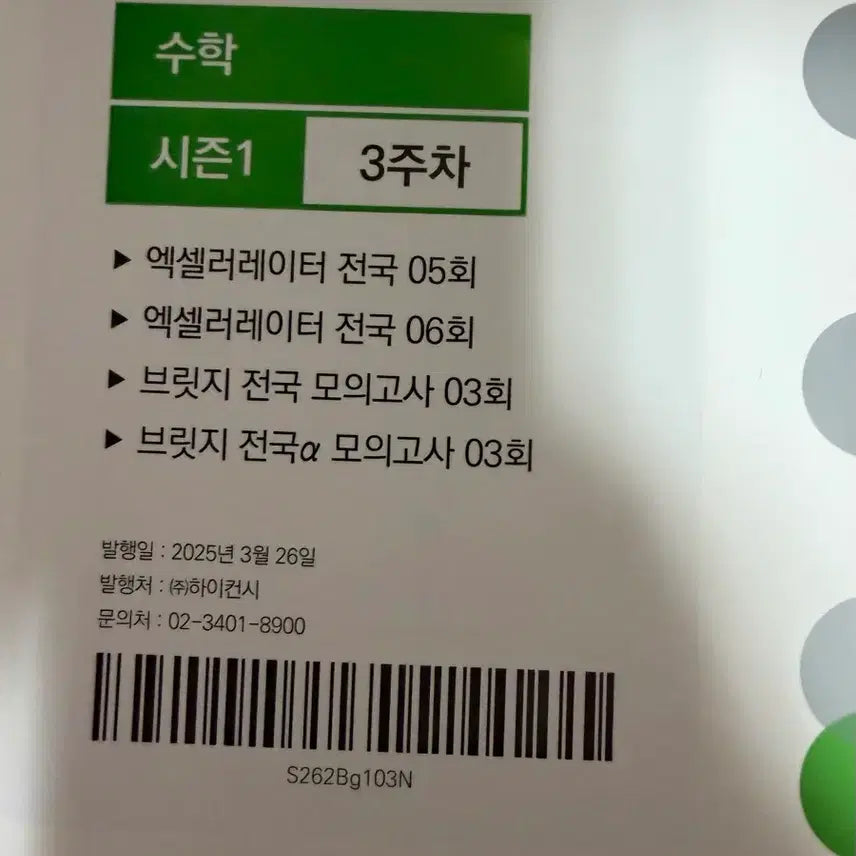 수학
시즌1 3주차
▶ 엑셀러레이터 전국 05회
▶ 엑셀러레이터 전국 06회
▶ 브릿지 전국 모의고사 03회
▶ 브릿지 전국α 모의고사 03회
발행일 : 2025년 3월 26일
발행처 : ㈜하이컨시
문의처 : 02-3401-8900
S262Bg103N